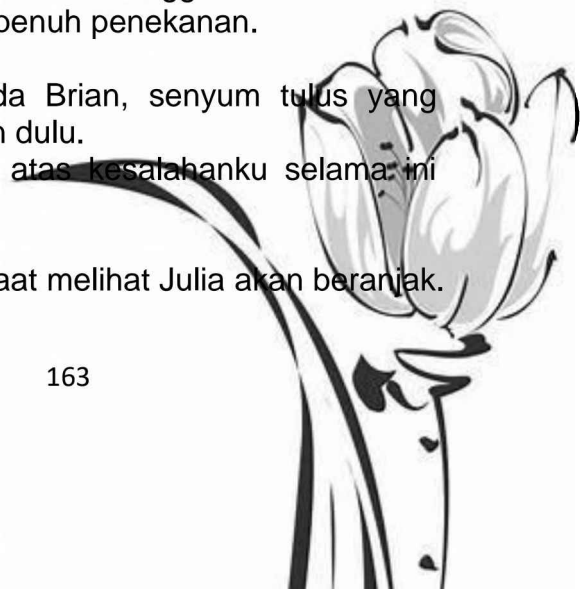 penuh penekanan.
da Brian, senyum tulus yang
n dulu.
atas kesalahanku selama ini
aat melihat Julia akan beranjak.
163